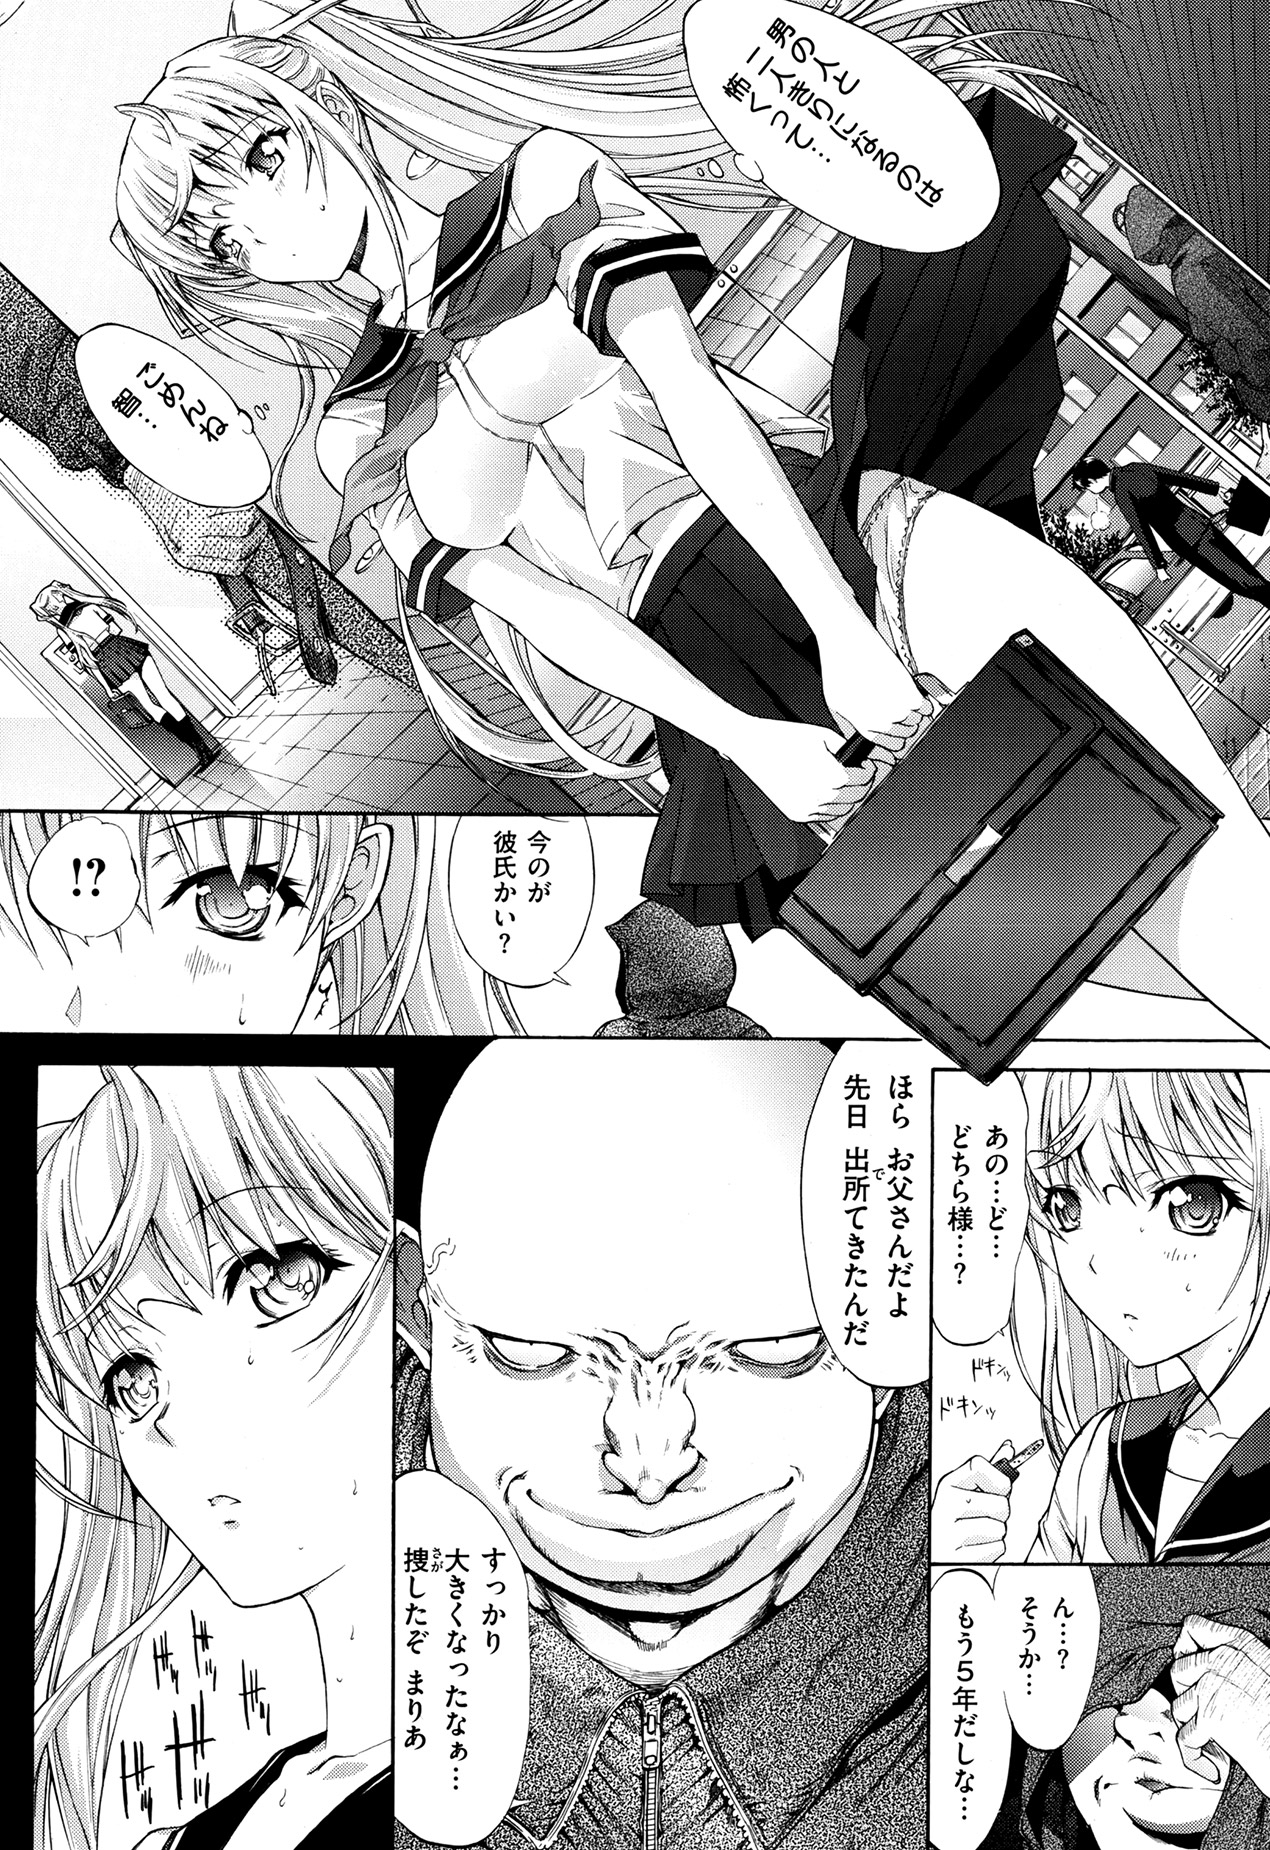 男の人と
二人きりになるのは
怖くって…
ごめんね
智…
今のが
彼氏かい？
!?
あの…ど…
どちら様…？
ドキンッ
ドキンッ
ん…？
そうか…
もう５年だしな…
ほら お父さんだよ
先日 出所てきたんだ
で
すっかり
大きくなったなぁ…
捜したぞ まりあ
さが